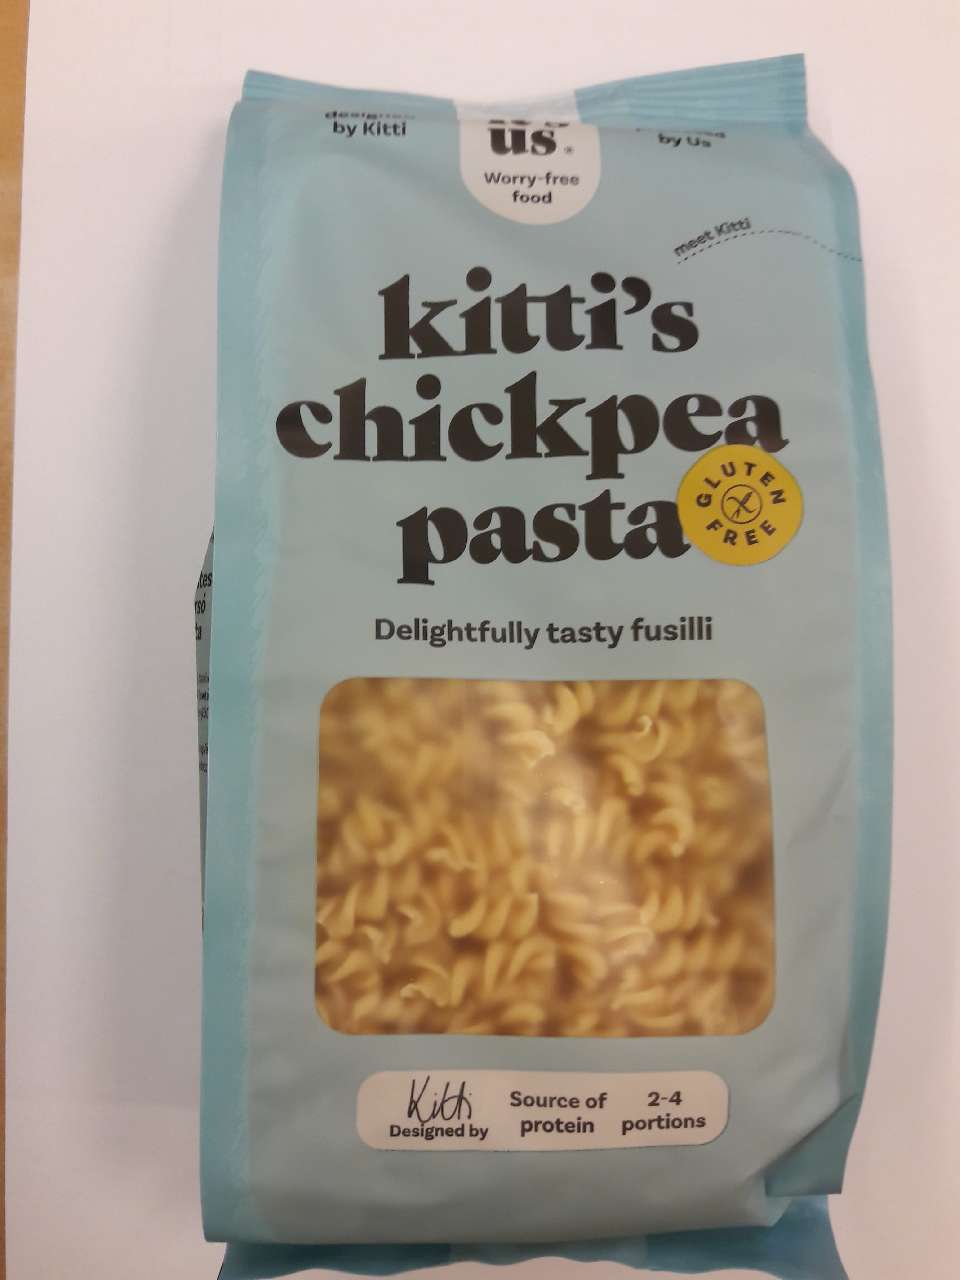 by Kitti
us
Worry-free
food
by Us
meet Kitti
kitti's
chickpea
pasta
GLUTEN
FREE
Delightfully tasty fusilli
Kitti
Designed by
Source of
protein
2-4
portions